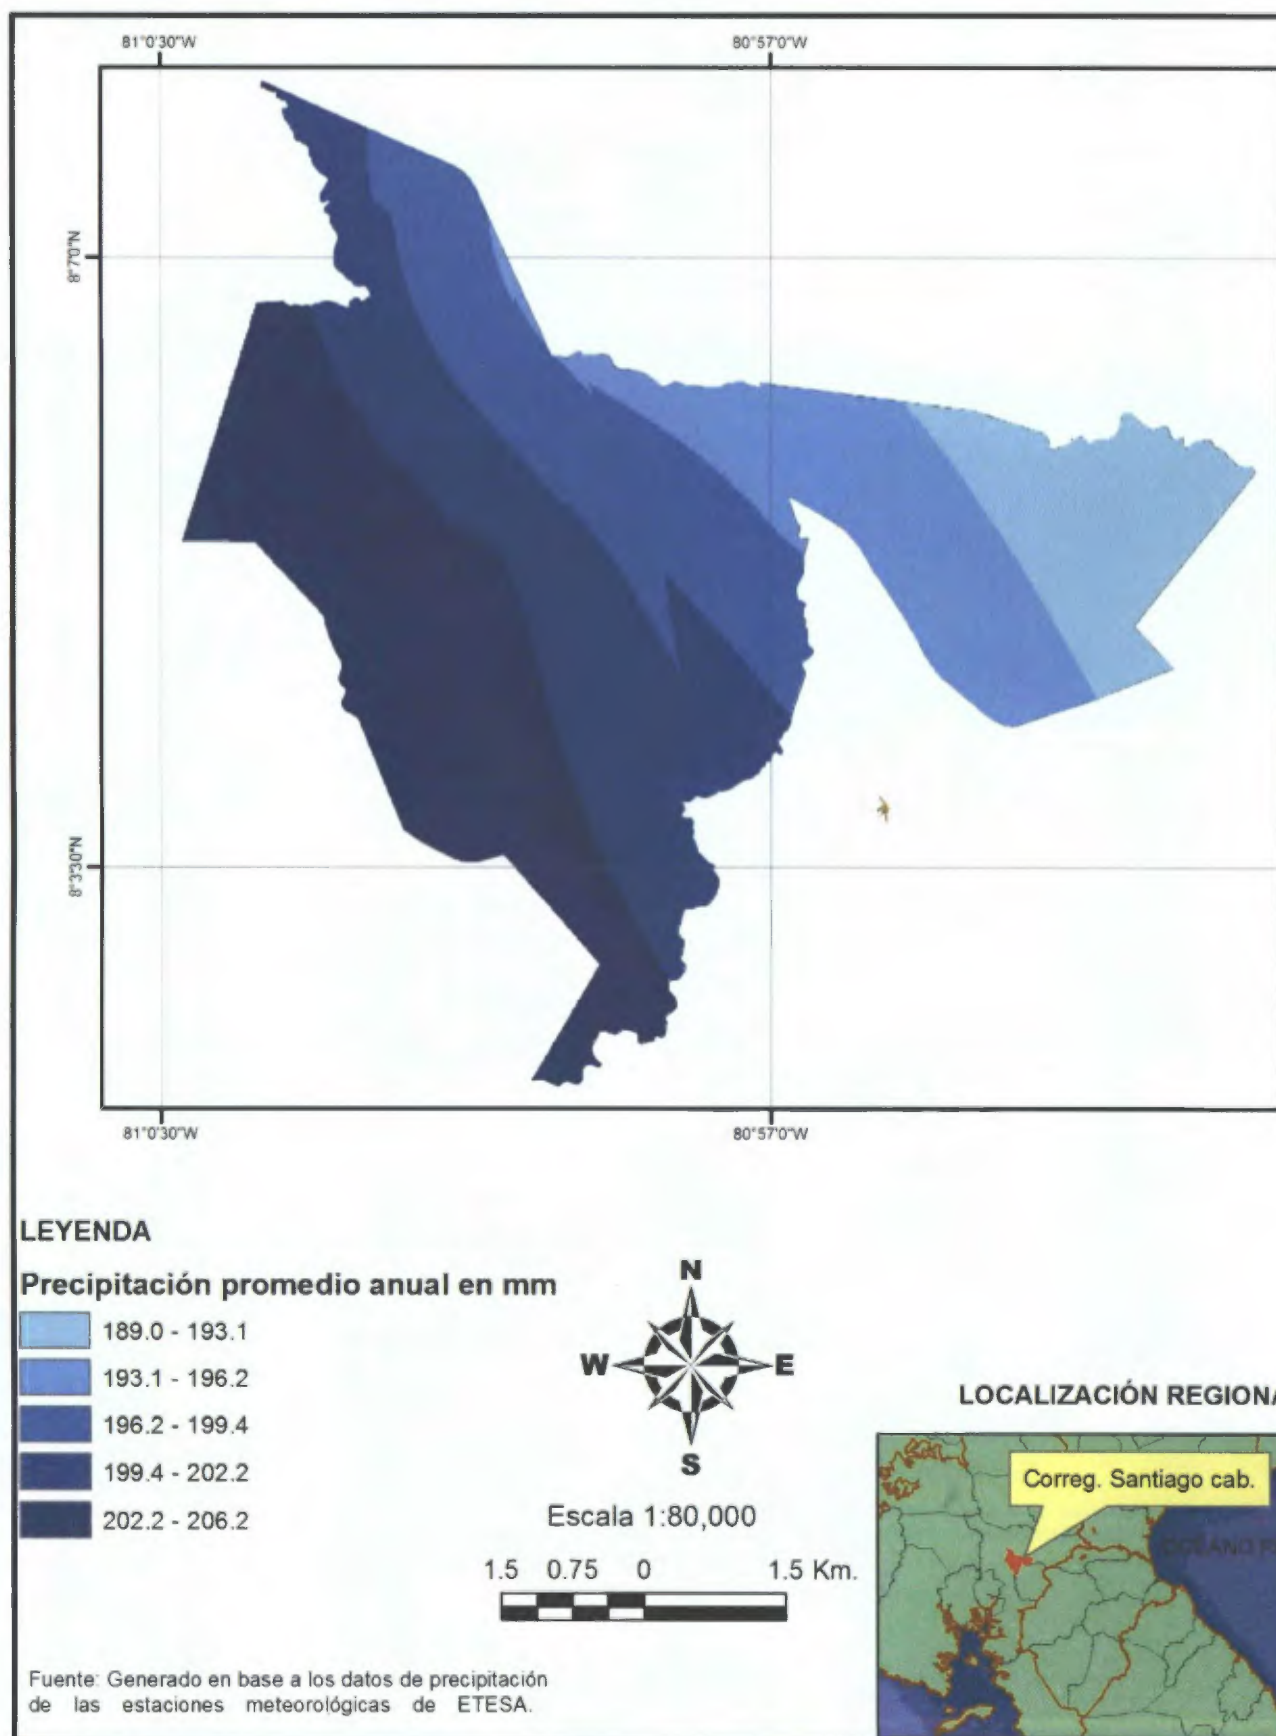 81°0'30"W 80°57'0"W
8°7'0"N
8°3'30"N
81°0'30"W 80°57'0"W
LEYENDA
Precipitación promedio anual en mm
189.0 - 193.1
193.1 - 196.2
196.2 - 199.4
199.4 - 202.2
202.2 - 206.2
N
W E
S
Escala 1:80,000
1.5 0.75 0 1.5 Km.
LOCALIZACIÓN REGIONA
Correg. Santiago cab.
OCÉANO P
Fuente: Generado en base a los datos de precipitación
de las estaciones meteorológicas de ETESA.